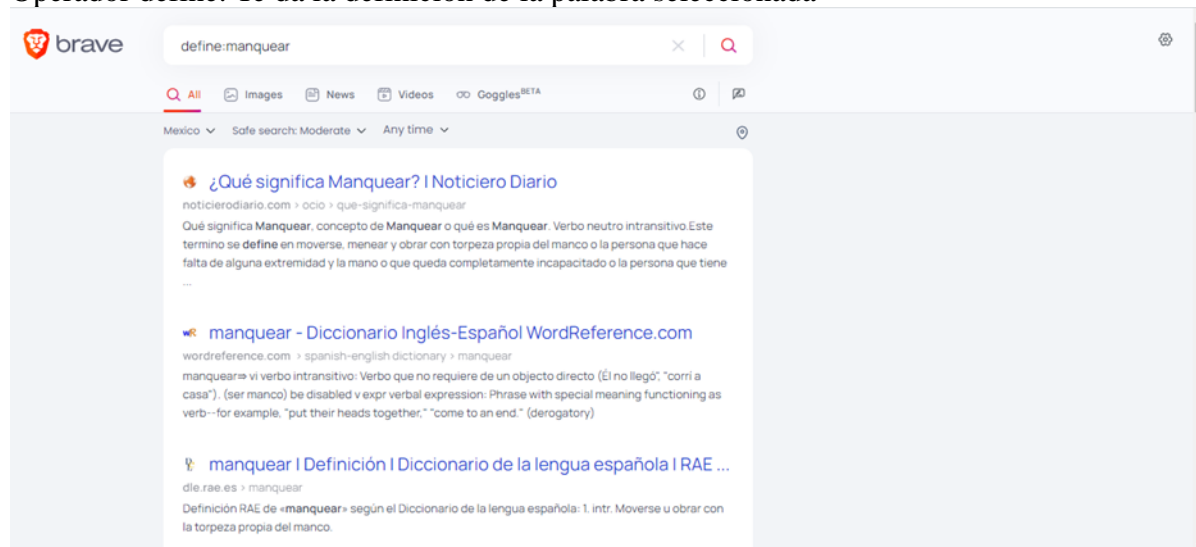 Operador define: Te da la definición de la palabra seleccionada
brave
define:manquear
All Images News Videos Goggles BETA
Mexico Safe search: Moderate Any time
¿Qué significa Manquear? | Noticiero Diario
noticierodiario.com › ocio › que-significa-manquear
Qué significa Manquear, concepto de Manquear o qué es Manquear. Verbo neutro intransitivo.Este
termino se define en moverse, menear y obrar con torpeza propia del manco o la persona que hace
falta de alguna extremidad y la mano o que queda completamente incapacitado o la persona que tiene
...
manquear - Diccionario Inglés-Español WordReference.com
wordreference.com › spanish-english dictionary › manquear
manquear⇒ vi verbo intransitivo: Verbo que no requiere de un objecto directo (Él no llegó", "corrí a
casa"). (ser manco) be disabled v expr verbal expression: Phrase with special meaning functioning as
verb--for example, "put their heads together," "come to an end." (derogatory)
manquear | Definición | Diccionario de la lengua española | RAE ...
dle.rae.es › manquear
Definición RAE de «manquear» según el Diccionario de la lengua española: 1. intr. Moverse u obrar con
la torpeza propia del manco.